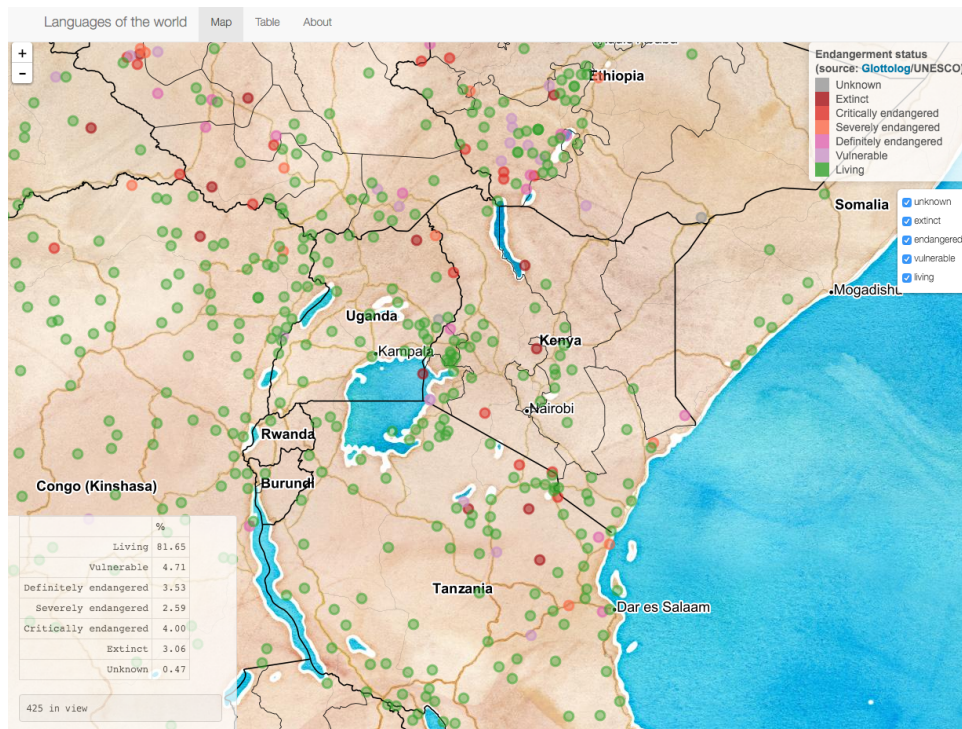 Languages of the world Map Table About
+
-
Endangerment status
(source: Glottolog/UNESCO)
Unknown
Extinct
Critically endangered
Severely endangered
Definitely endangered
Vulnerable
Living
unknown
extinct
endangered
vulnerable
living
Ethiopia
Somalia
Mogadishu
Uganda
Kampala
Kenya
Nairobi
Rwanda
Burundi
Congo (Kinshasa)
Tanzania
Dar es Salaam
%
Living 81.65
Vulnerable 4.71
Definitely endangered 3.53
Severely endangered 2.59
Critically endangered 4.00
Extinct 3.06
Unknown 0.47
425 in view